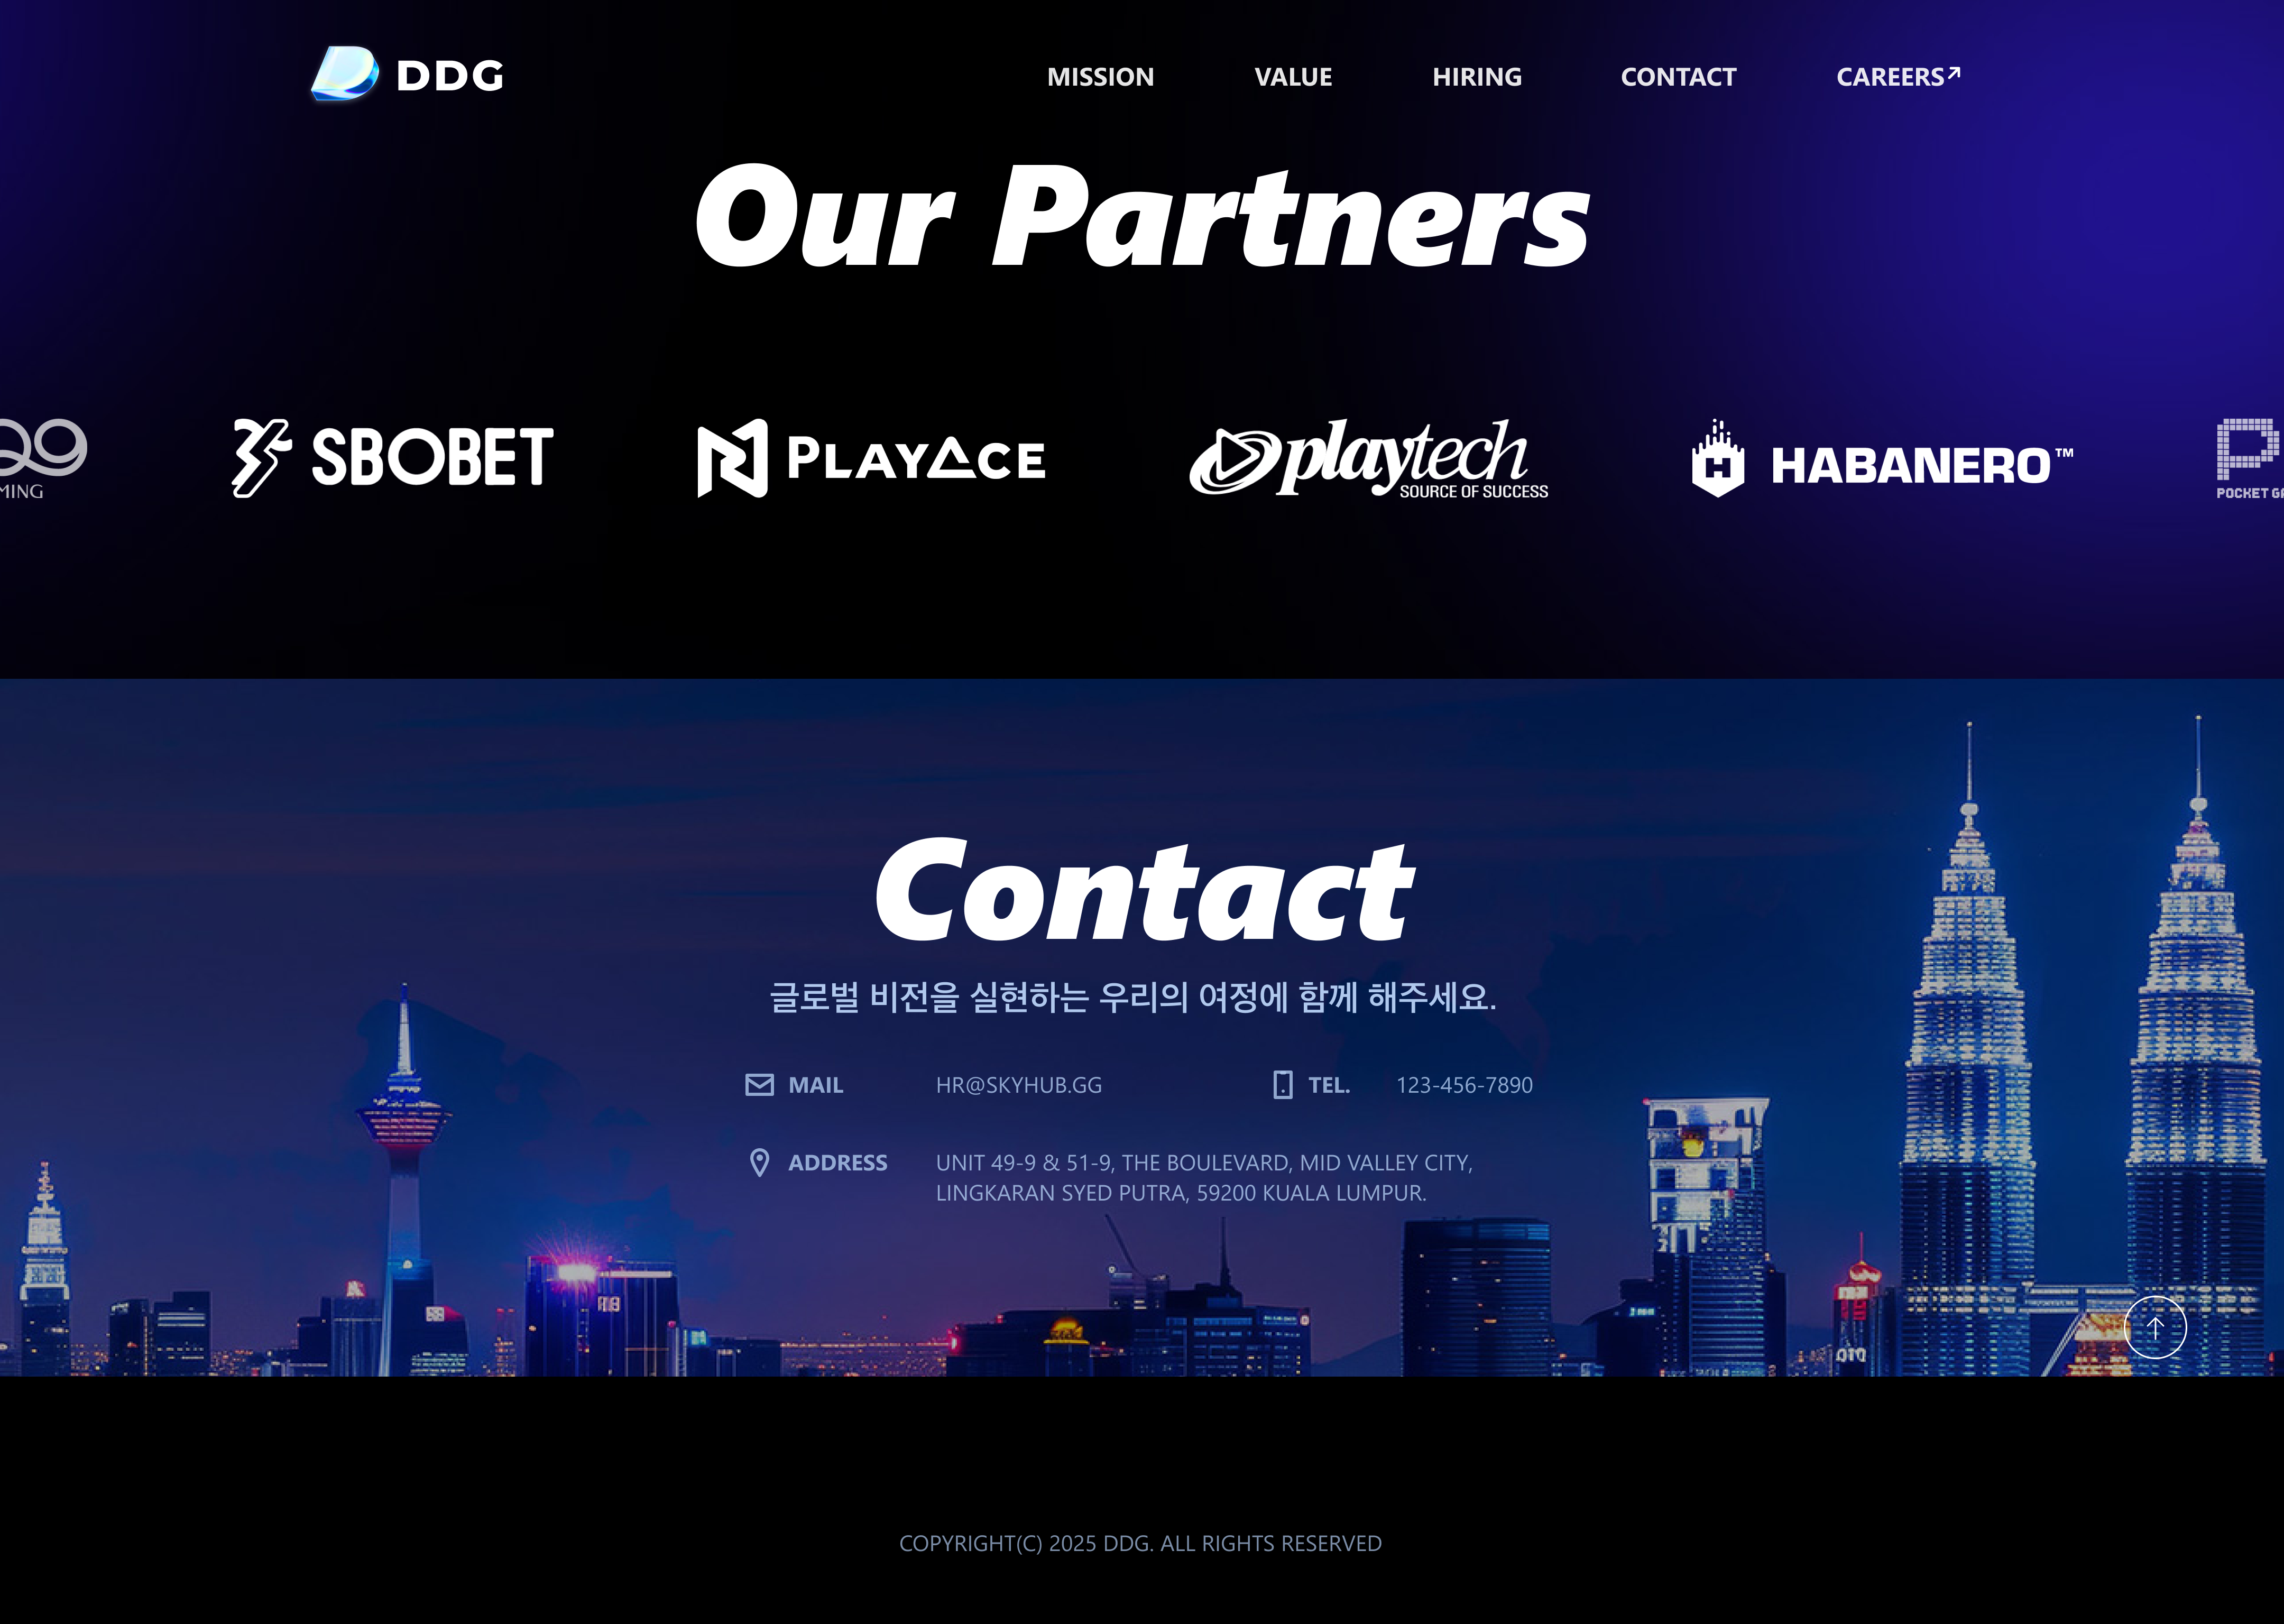 DDG
MISSION VALUE HIRING CONTACT CAREERS
Our Partners
SBOBET
PLAYACE
playtech
SOURCE OF SUCCESS
HABANERO™
POCKET
Contact
글로벌 비전을 실현하는 우리의 여정에 함께 해주세요.
MAIL HR@SKYHUB.GG TEL. 123-456-7890
ADDRESS UNIT 49-9 & 51-9, THE BOULEVARD, MID VALLEY CITY,
LINGKARAN SYED PUTRA, 59200 KUALA LUMPUR.
COPYRIGHT(C) 2025 DDG. ALL RIGHTS RESERVED